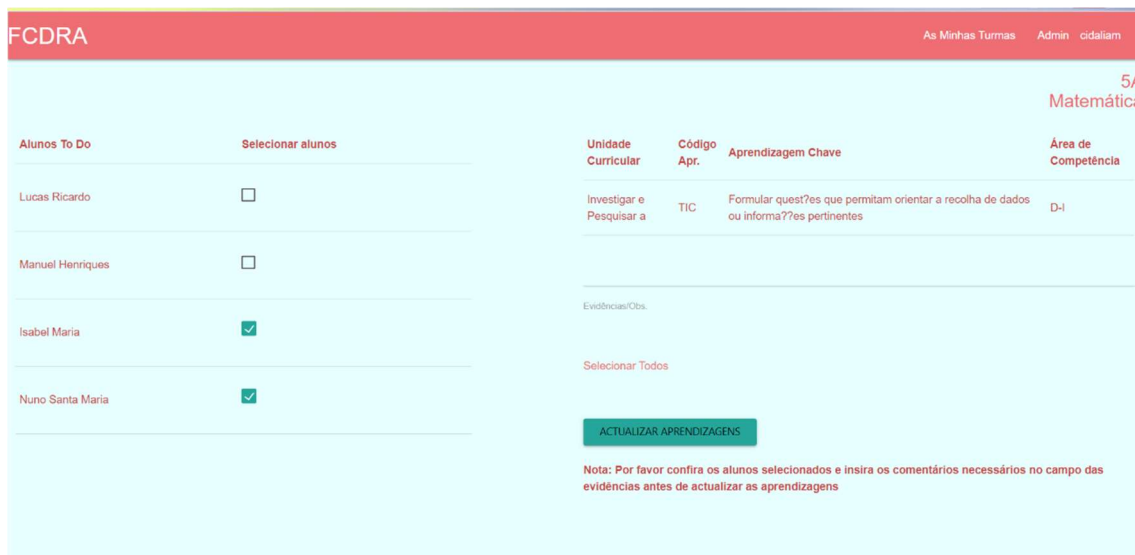 FCDRA
As Minhas Turmas Admin cidaliam
5A
Matemática
Alunos To Do Selecionar alunos
Lucas Ricardo
Manuel Henriques
Isabel Maria
Nuno Santa Maria
Unidade Curricular Código Apr. Aprendizagem Chave Área de Competência
Investigar e Pesquisar a TIC Formular quest?es que permitam orientar a recolha de dados ou informa??es pertinentes D-I
Evidências/Obs.
Selecionar Todos
ACTUALIZAR APRENDIZAGENS
Nota: Por favor confira os alunos selecionados e insira os comentários necessários no campo das
evidências antes de actualizar as aprendizagens